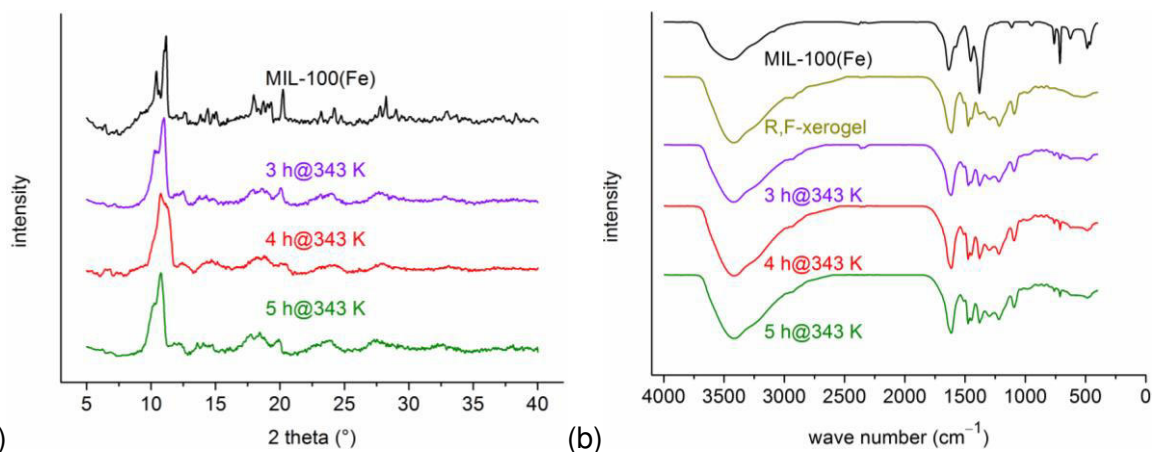 MIL-100(Fe)
3 h@343 K
4 h@343 K
5 h@343 K
intensity
5 10 15 20 25 30 35 40
2 theta (°)
)
(b)
MIL-100(Fe)
R,F-xerogel
3 h@343 K
4 h@343 K
5 h@343 K
intensity
4000 3500 3000 2500 2000 1500 1000 500 0
wave number (cm⁻¹)